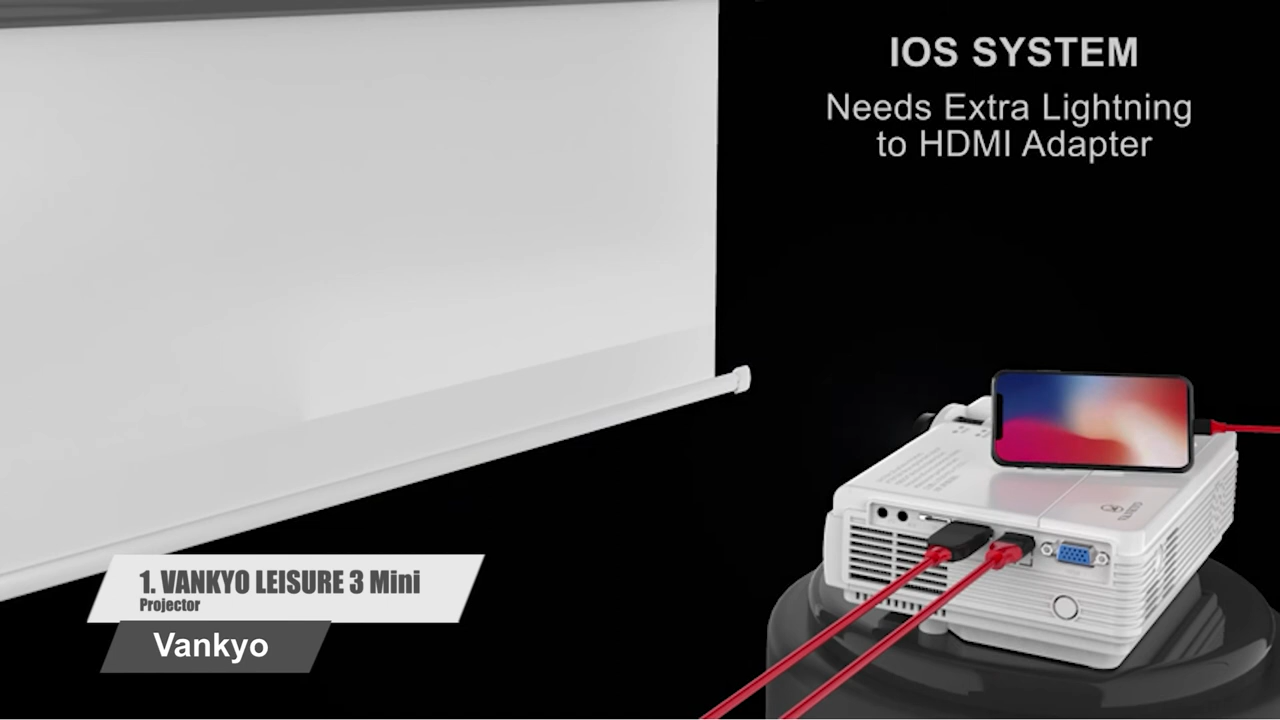 IOS SYSTEM
Needs Extra Lightning
to HDMI Adapter
1. VANKYO LEISURE 3 Mini
Projector
Vankyo